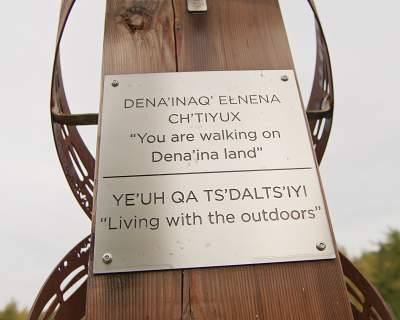 DENA'INAQ' EŁNENA
CH'TIYUX
“You are walking on
Dena'ina land”
YE'UH QA TS'DALTS'IYI
“Living with the outdoors”